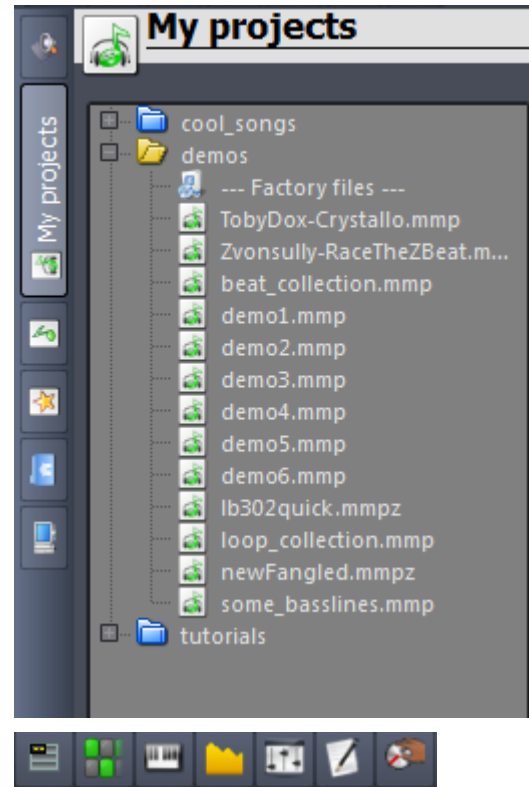 My projects
My projects
cool_songs
demos
--- Factory files ---
TobyDox-Crystallo.mmp
Zvonsully-RaceTheZBeat.m...
beat_collection.mmp
demo1.mmp
demo2.mmp
demo3.mmp
demo4.mmp
demo5.mmp
demo6.mmp
lb302quick.mmpz
loop_collection.mmp
newFangled.mmpz
some_basslines.mmp
tutorials